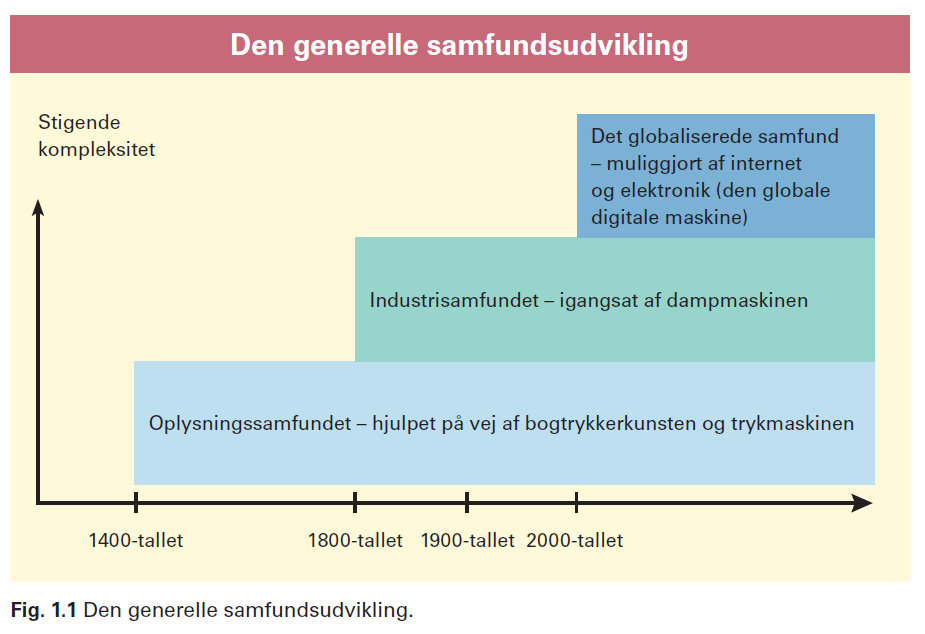 Den generelle samfundsudvikling
Stigende
kompleksitet
Det globaliserede samfund
– muliggjort af internet
og elektronik (den globale
digitale maskine)
Industrisamfundet – igangsat af dampmaskinen
Oplysningssamfundet – hjulpet på vej af bogtrykkerkunsten og trykmaskinen
1400-tallet 1800-tallet 1900-tallet 2000-tallet
Fig. 1.1 Den generelle samfundsudvikling.